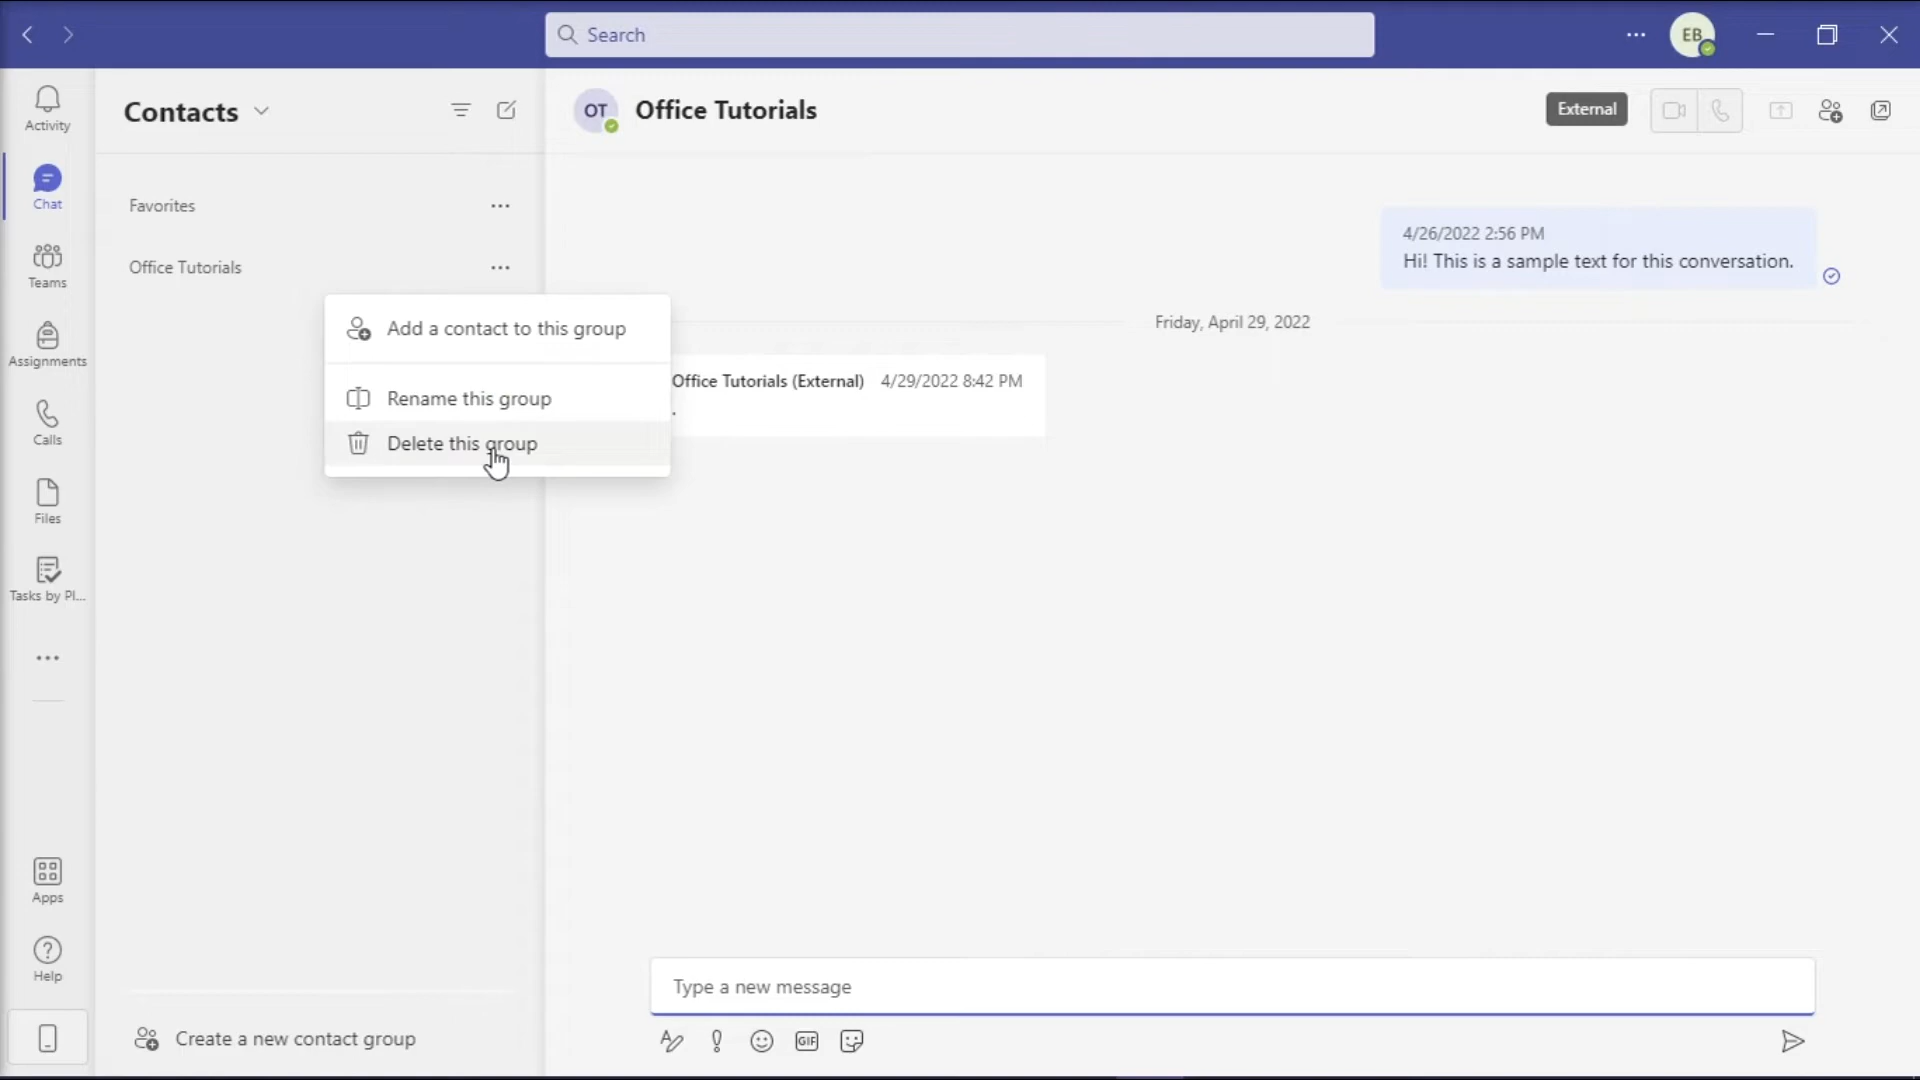 Search
EB
Activity
Chat
Teams
Assignments
Calls
Files
Tasks by Pl...
Apps
Help
Contacts
Favorites
Office Tutorials
Add a contact to this group
Rename this group
Delete this group
Create a new contact group
OT
Office Tutorials
External
4/26/2022 2:56 PM
Hi! This is a sample text for this conversation.
Friday, April 29, 2022
Office Tutorials (External) 4/29/2022 8:42 PM
.
Type a new message
GIF